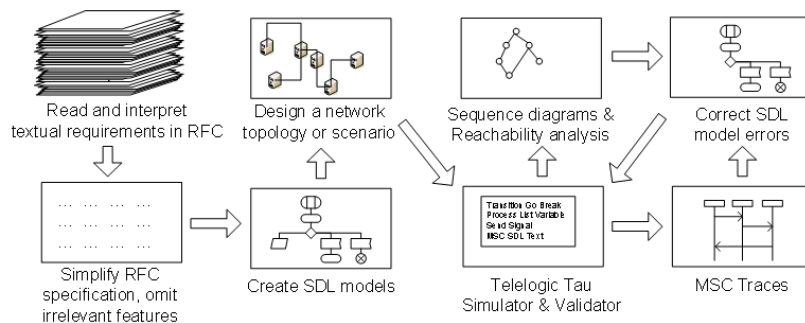 Read and interpret
textual requirements in RFC
Design a network
topology or scenario
Sequence diagrams &
Reachability analysis
Correct SDL
model errors
... ... ... ...
... ... ... ...
... ... ... ...
Simplify RFC
specification, omit
irrelevant features
Create SDL models
Transition Go Break
Process List Variable
Send Signal
MSC SDL Text
Telelogic Tau
Simulator & Validator
MSC Traces